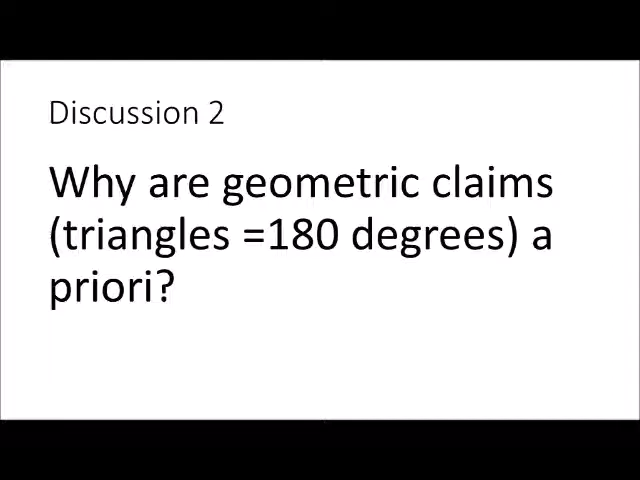 Discussion 2
Why are geometric claims
(triangles =180 degrees) a
priori?